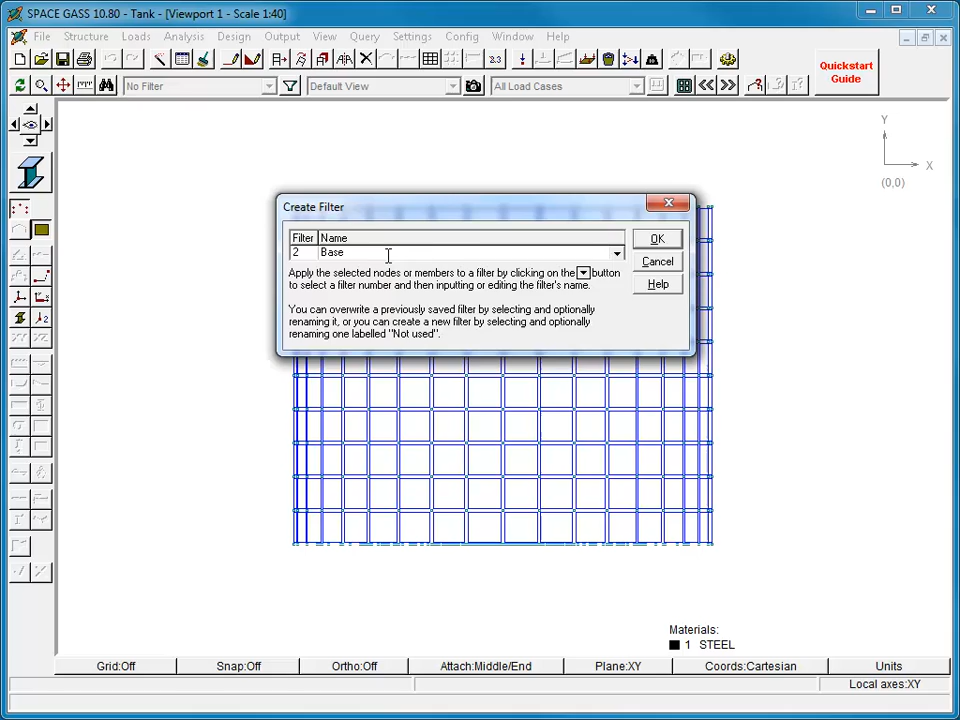 SPACE GASS 10.80 - Tank - [Viewport 1 - Scale 1:40]
File Structure Loads Analysis Design Output View Query Settings Config Window Help
2.3
Quickstart
Guide
No Filter Default View All Load Cases
Y
X
(0,0)
Create Filter
Filter Name
2 Base
OK
Cancel
Help
Apply the selected nodes or members to a filter by clicking on the button
to select a filter number and then inputting or editing the filter's name.
You can overwrite a previously saved filter by selecting and optionally
renaming it, or you can create a new filter by selecting and optionally
renaming one labelled "Not used".
Materials:
1 STEEL
Grid:Off Snap:Off Ortho:Off Attach:Middle/End Plane:XY Coords:Cartesian Units
Local axes:XY